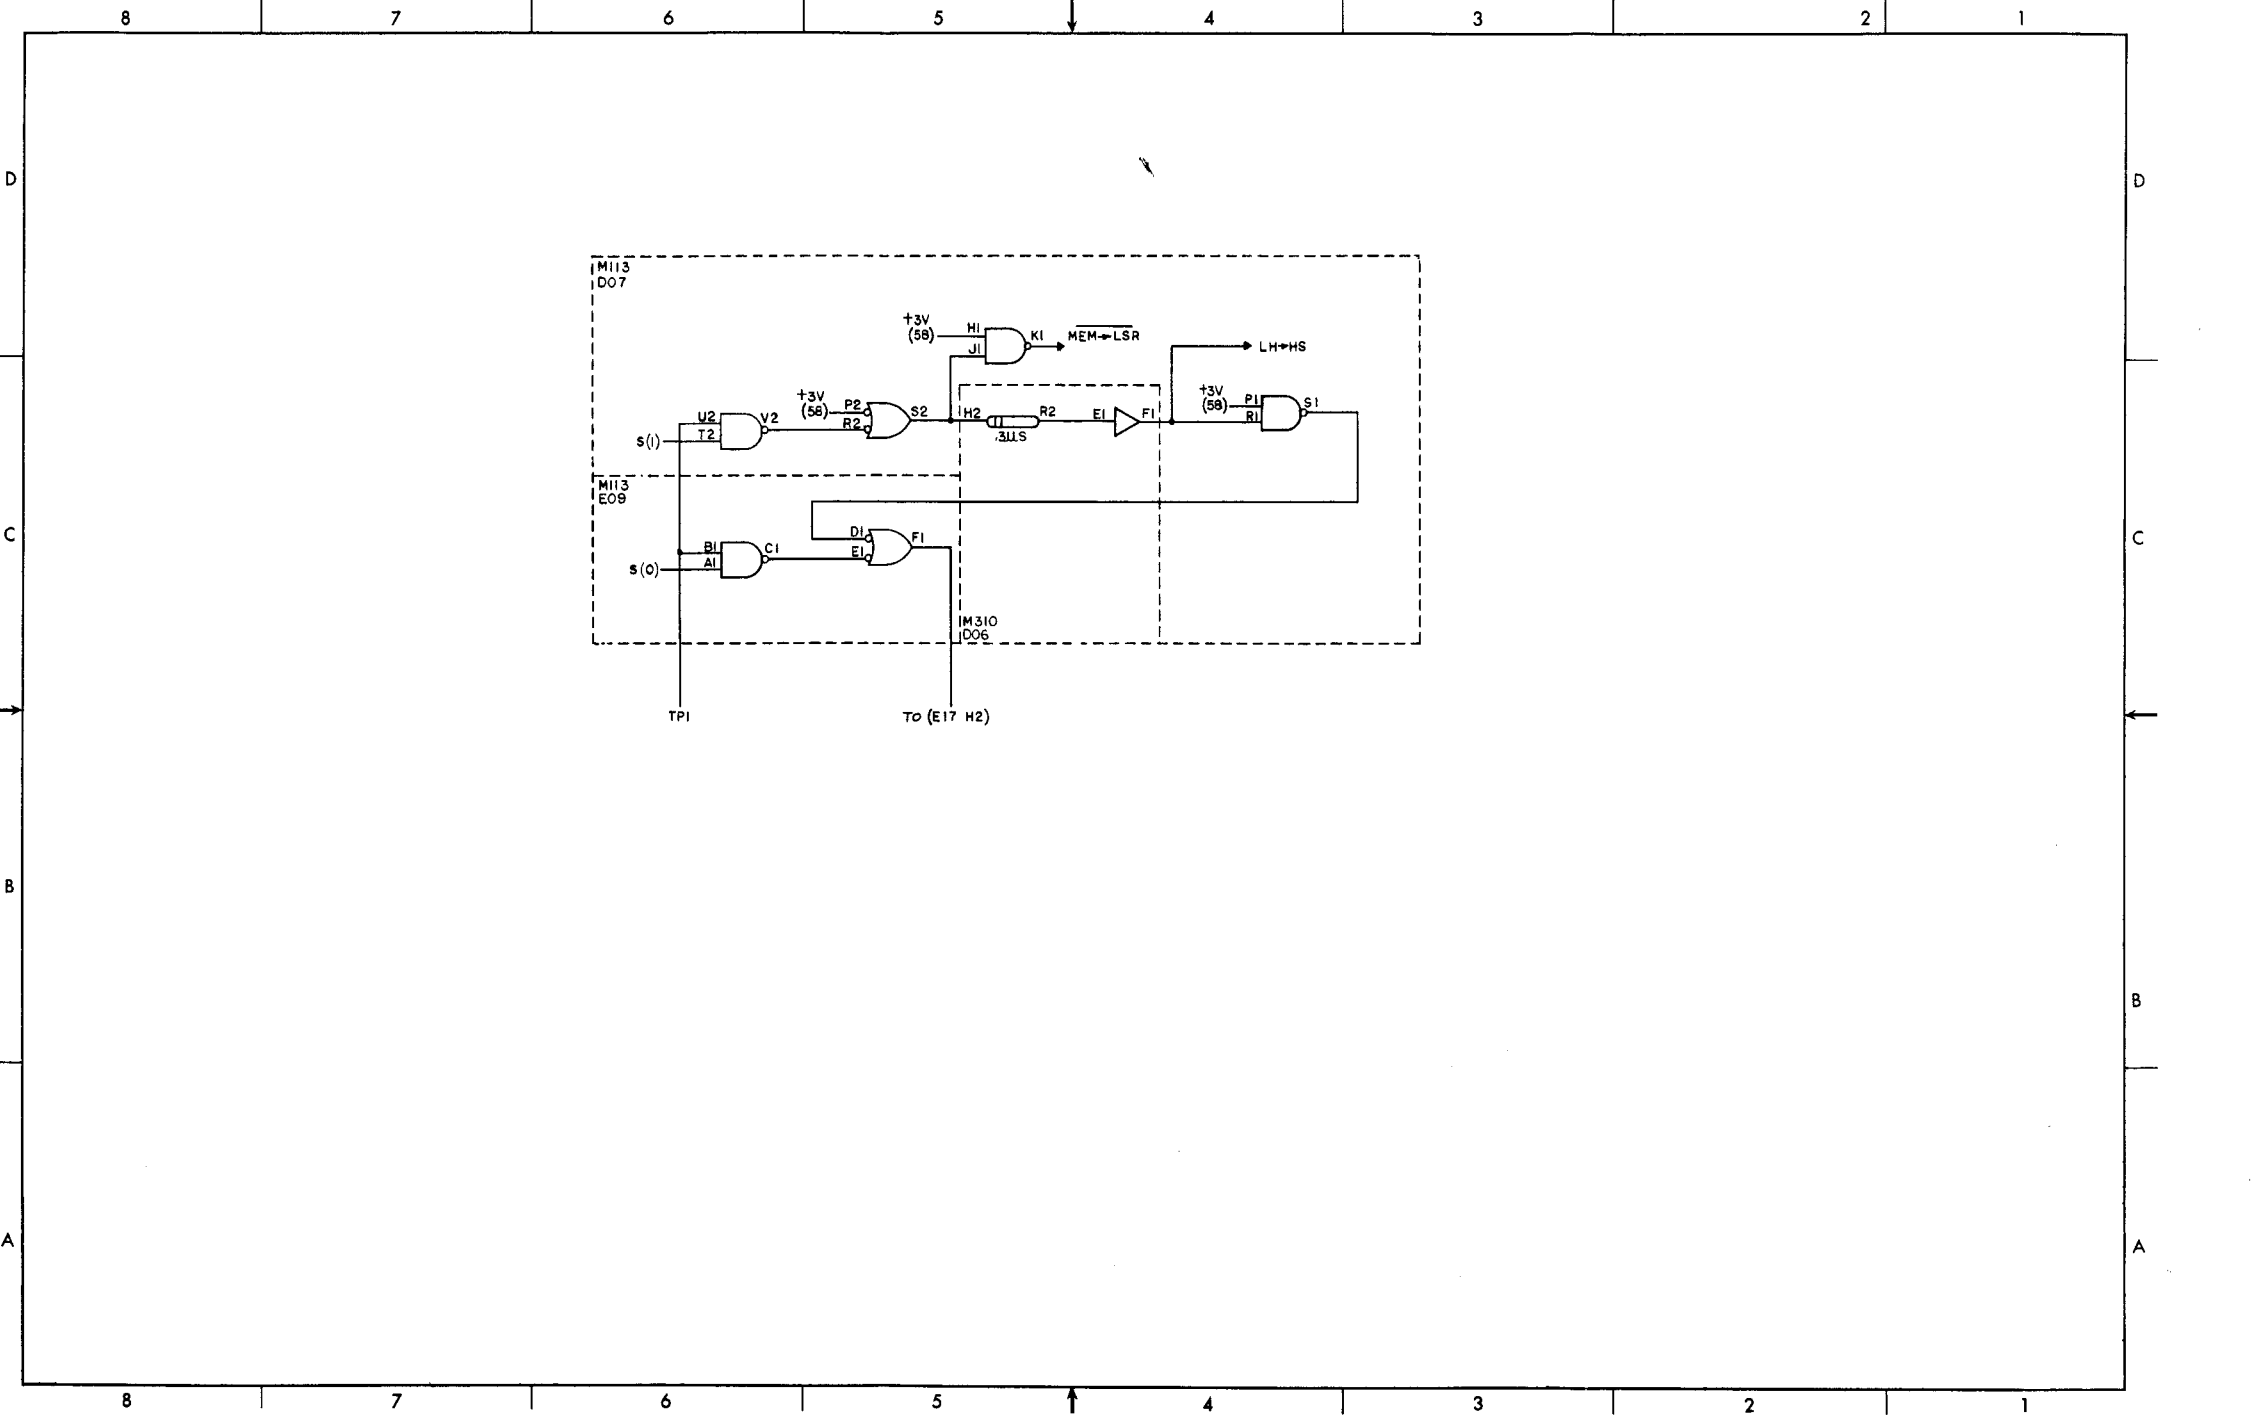 8 7 6 5 4 3 2 1
D D
M113
D07
+3V
(58) H1 K1 MEM→LSR
J1
LH→HS
+3V
(58) P2 S2 H2 R2 E1 F1
R2
.3µS
+3V
(58) P1 S1
R1
U2 V2
S(1) T2
M113
E09
D1 F1
B1 C1 E1
S(0) A1
M310
D06
C C
TP1 TO (E17 H2)
B B
A A
8 7 6 5 4 3 2 1